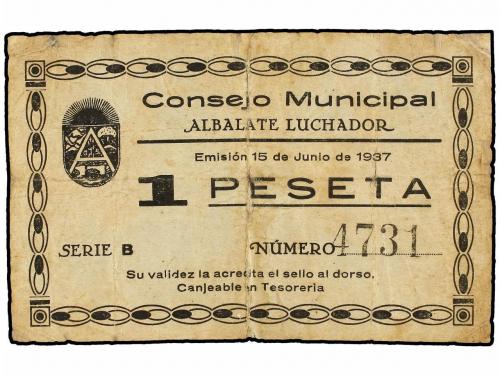 Consejo Municipal
ALBALATE LUCHADOR
Emisión 15 de Junio de 1937
1 PESETA
SERIE B NÚMERO 4731
Su validez la acredita el sello al dorso.
Canjeable en Tesoreria